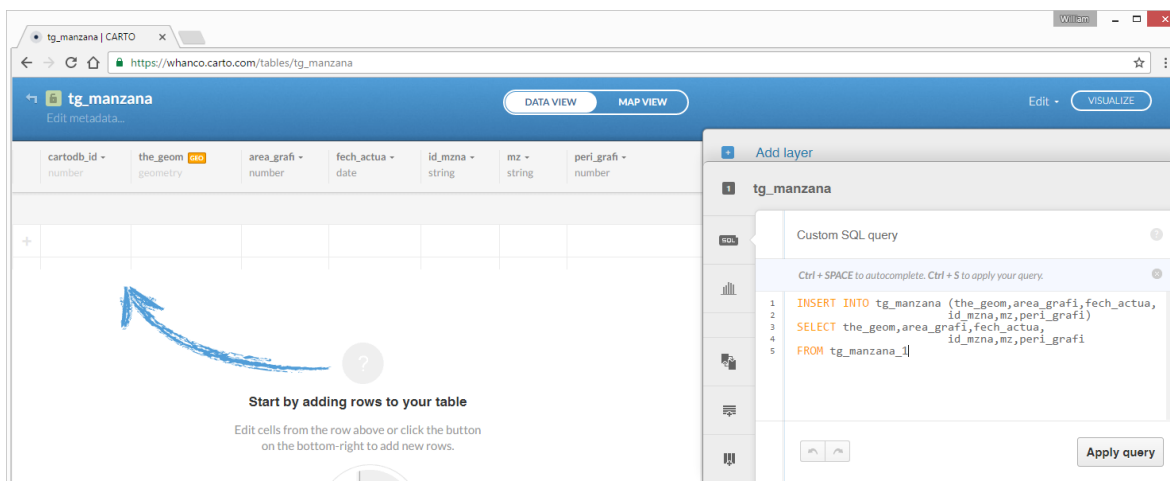 William
tg_manzana | CARTO
https://whanco.carto.com/tables/tg_manzana
tg_manzana
Edit metadata...
DATA VIEW
MAP VIEW
Edit
VISUALIZE
cartodb_id
the_geom GEO
area_grafi
fech_actua
id_mzna
mz
peri_grafi
number
geometry
number
date
string
string
number
Add layer
1
tg_manzana
SQL
Custom SQL query
?
Ctrl + SPACE to autocomplete. Ctrl + S to apply your query.
1 INSERT INTO tg_manzana (the_geom,area_grafi,fech_actua,
2 id_mzna,mz,peri_grafi)
3 SELECT the_geom,area_grafi,fech_actua,
4 id_mzna,mz,peri_grafi
5 FROM tg_manzana_1
?
Start by adding rows to your table
Edit cells from the row above or click the button
on the bottom-right to add new rows.
Apply query